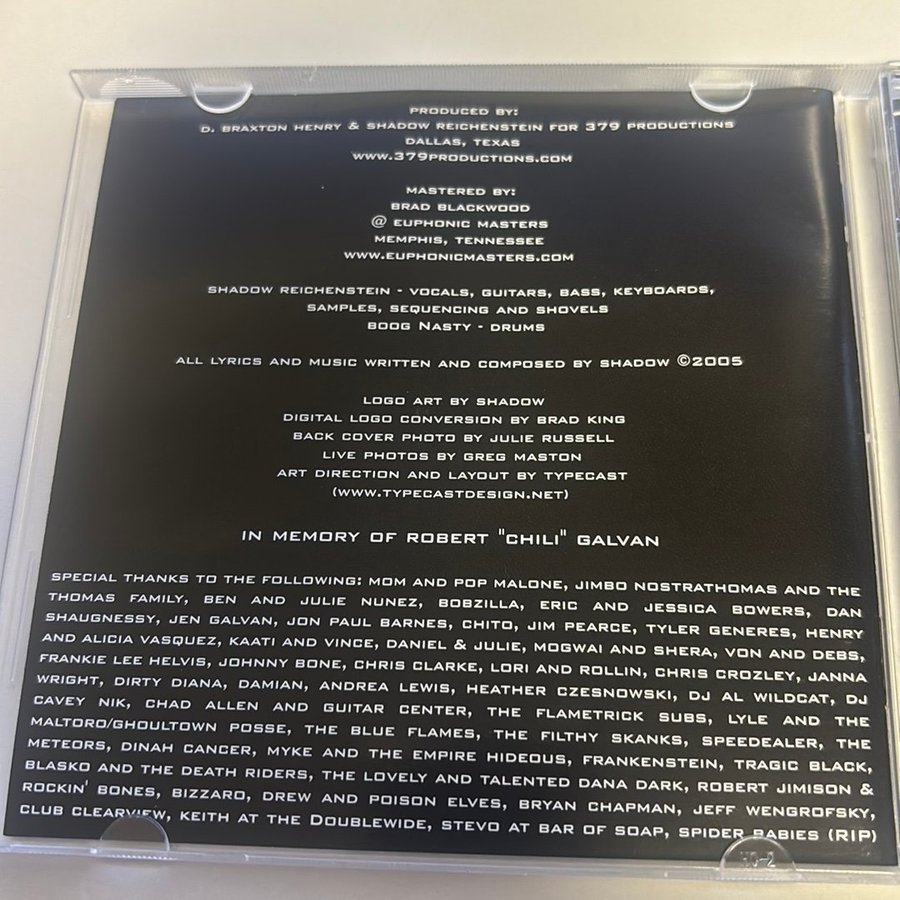 PRODUCED BY:
D. BRAXTON HENRY & SHADOW REICHENSTEIN FOR 379 PRODUCTIONS
DALLAS, TEXAS
WWW.379PRODUCTIONS.COM
MASTERED BY:
BRAD BLACKWOOD
@ EUPHONIC MASTERS
MEMPHIS, TENNESSEE
WWW.EUPHONICMASTERS.COM
SHADOW REICHENSTEIN - VOCALS, GUITARS, BASS, KEYBOARDS,
SAMPLES, SEQUENCING AND SHOVELS
BOOG NASTY - DRUMS
ALL LYRICS AND MUSIC WRITTEN AND COMPOSED BY SHADOW ©2005
LOGO ART BY SHADOW
DIGITAL LOGO CONVERSION BY BRAD KING
BACK COVER PHOTO BY JULIE RUSSELL
LIVE PHOTOS BY GREG MASTON
ART DIRECTION AND LAYOUT BY TYPECAST
(WWW.TYPECASTDESIGN.NET)
IN MEMORY OF ROBERT "CHILI" GALVAN
SPECIAL THANKS TO THE FOLLOWING: MOM AND POP MALONE, JIMBO NOSTRATHOMAS AND THE
THOMAS FAMILY, BEN AND JULIE NUNEZ, BOBZILLA, ERIC AND JESSICA BOWERS, DAN
SHAUGNESSY, JEN GALVAN, JON PAUL BARNES, CHITO, JIM PEARCE, TYLER GENERES, HENRY
AND ALICIA VASQUEZ, KAATI AND VINCE, DANIEL & JULIE, MOGWAI AND SHERA, VON AND DEBS,
FRANKIE LEE HELVIS, JOHNNY BONE, CHRIS CLARKE, LORI AND ROLLIN, CHRIS CROZLEY, JANNA
WRIGHT, DIRTY DIANA, DAMIAN, ANDREA LEWIS, HEATHER CZESNOWSKI, DJ AL WILDCAT, DJ
CAVEY NIK, CHAD ALLEN AND GUITAR CENTER, THE FLAMETRICK SUBS, LYLE AND THE
MALTORO/GHOULTOWN POSSE, THE BLUE FLAMES, THE FILTHY SKANKS, SPEEDEALER, THE
METEORS, DINAH CANCER, MYKE AND THE EMPIRE HIDEOUS, FRANKENSTEIN, TRAGIC BLACK,
BLASKO AND THE DEATH RIDERS, THE LOVELY AND TALENTED DANA DARK, ROBERT JIMISON &
ROCKIN' BONES, BIZZARO, DREW AND POISON ELVES, BRYAN CHAPMAN, JEFF WENGROFSKY,
CLUB CLEARVIEW, KEITH AT THE DOUBLEWIDE, STEVO AT BAR OF SOAP, SPIDER BABIES (RIP)